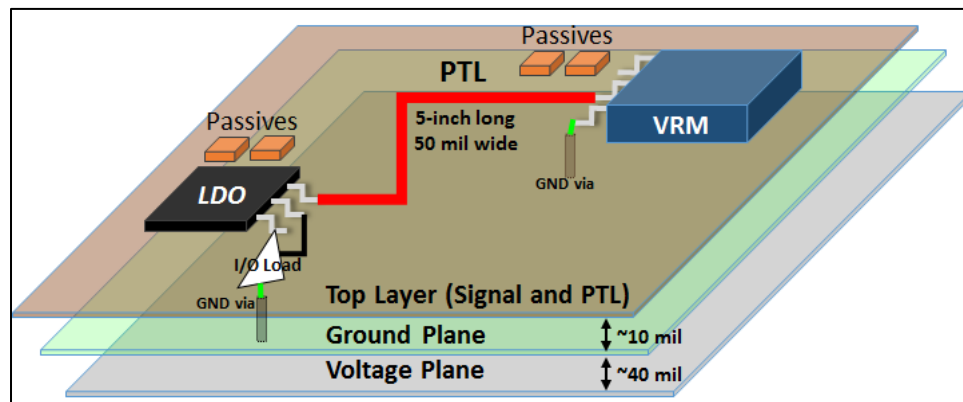 Passives
PTL
Passives
5-inch long
50 mil wide
VRM
LDO
GND via
I/O Load
GND via
Top Layer (Signal and PTL)
Ground Plane
~10 mil
Voltage Plane
~40 mil